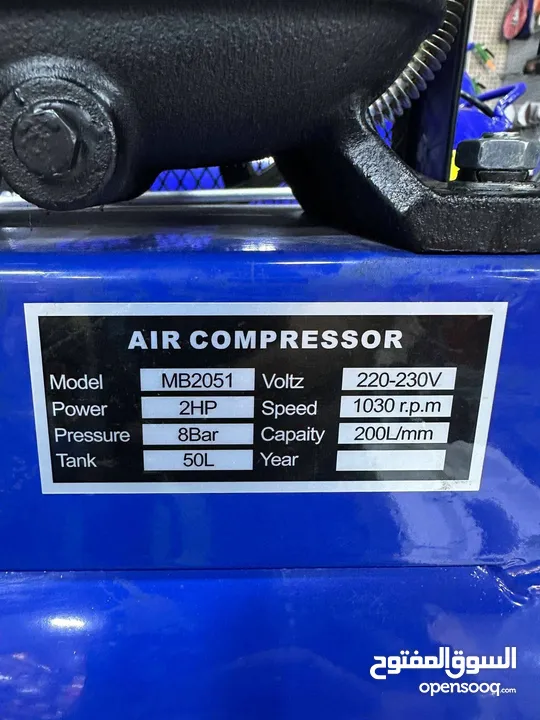 AIR COMPRESSOR
Model MB2051 Voltz 220-230V
Power 2HP Speed 1030 r.p.m
Pressure 8Bar Capaity 200L/mm
Tank 50L Year
السوق المفتوح
opensooq.com